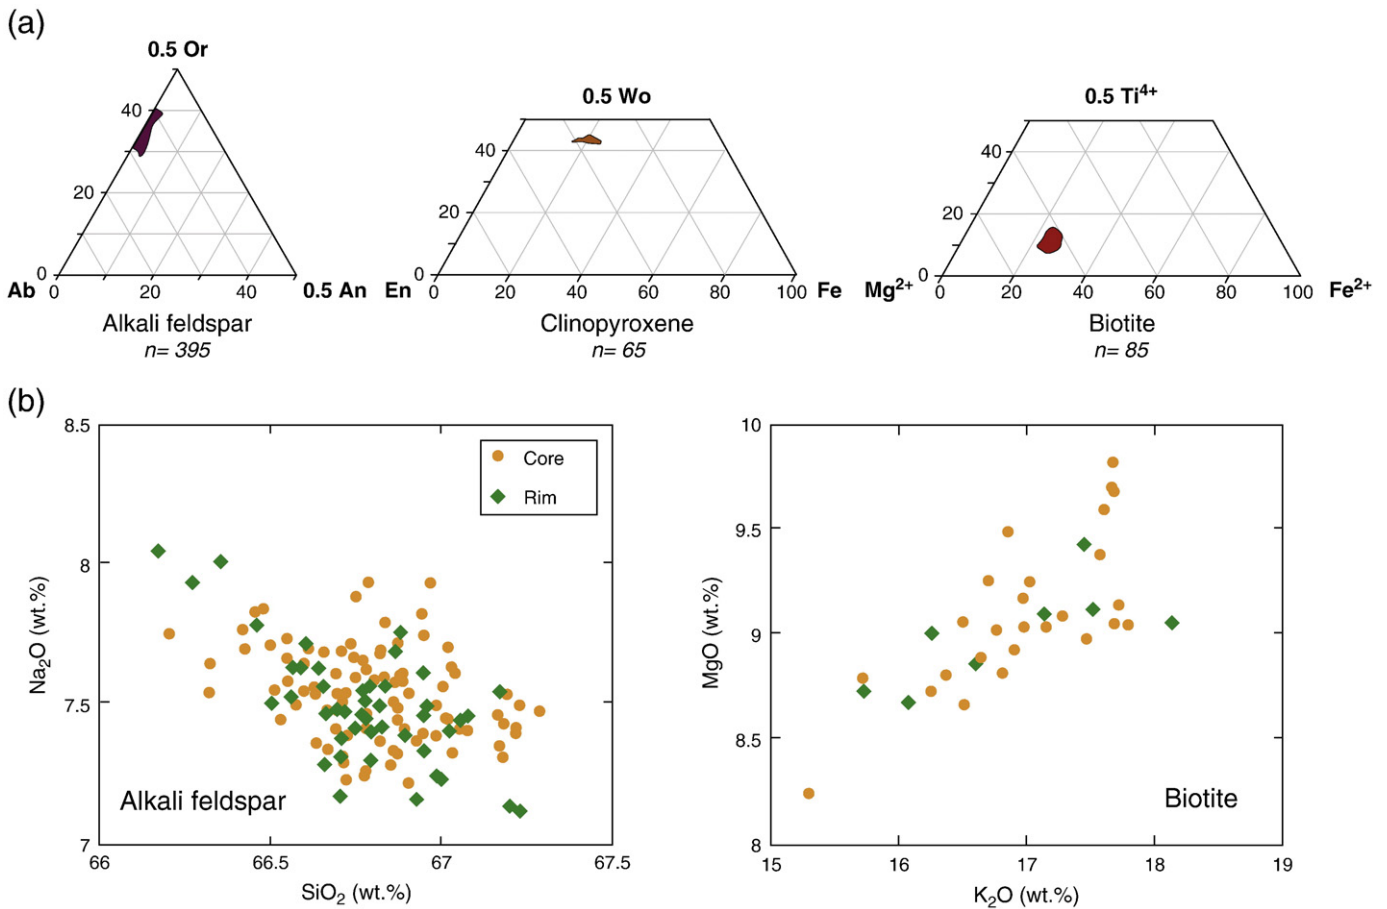 (a)
0.5 Or
40
20
0
Ab 0 20 40 0.5 An
Alkali feldspar
n= 395
0.5 Wo
40
20
0
En 0 20 40 60 80 100 Fe
Clinopyroxene
n= 65
0.5 Ti⁴⁺
40
20
0
Mg²⁺ 0 20 40 60 80 100 Fe²⁺
Biotite
n= 85
(b)
8.5
8
7.5
7
Na₂O (wt.%)
Core
Rim
Alkali feldspar
66 66.5 67 67.5
SiO₂ (wt.%)
10
9.5
9
8.5
8
MgO (wt.%)
Biotite
15 16 17 18 19
K₂O (wt.%)